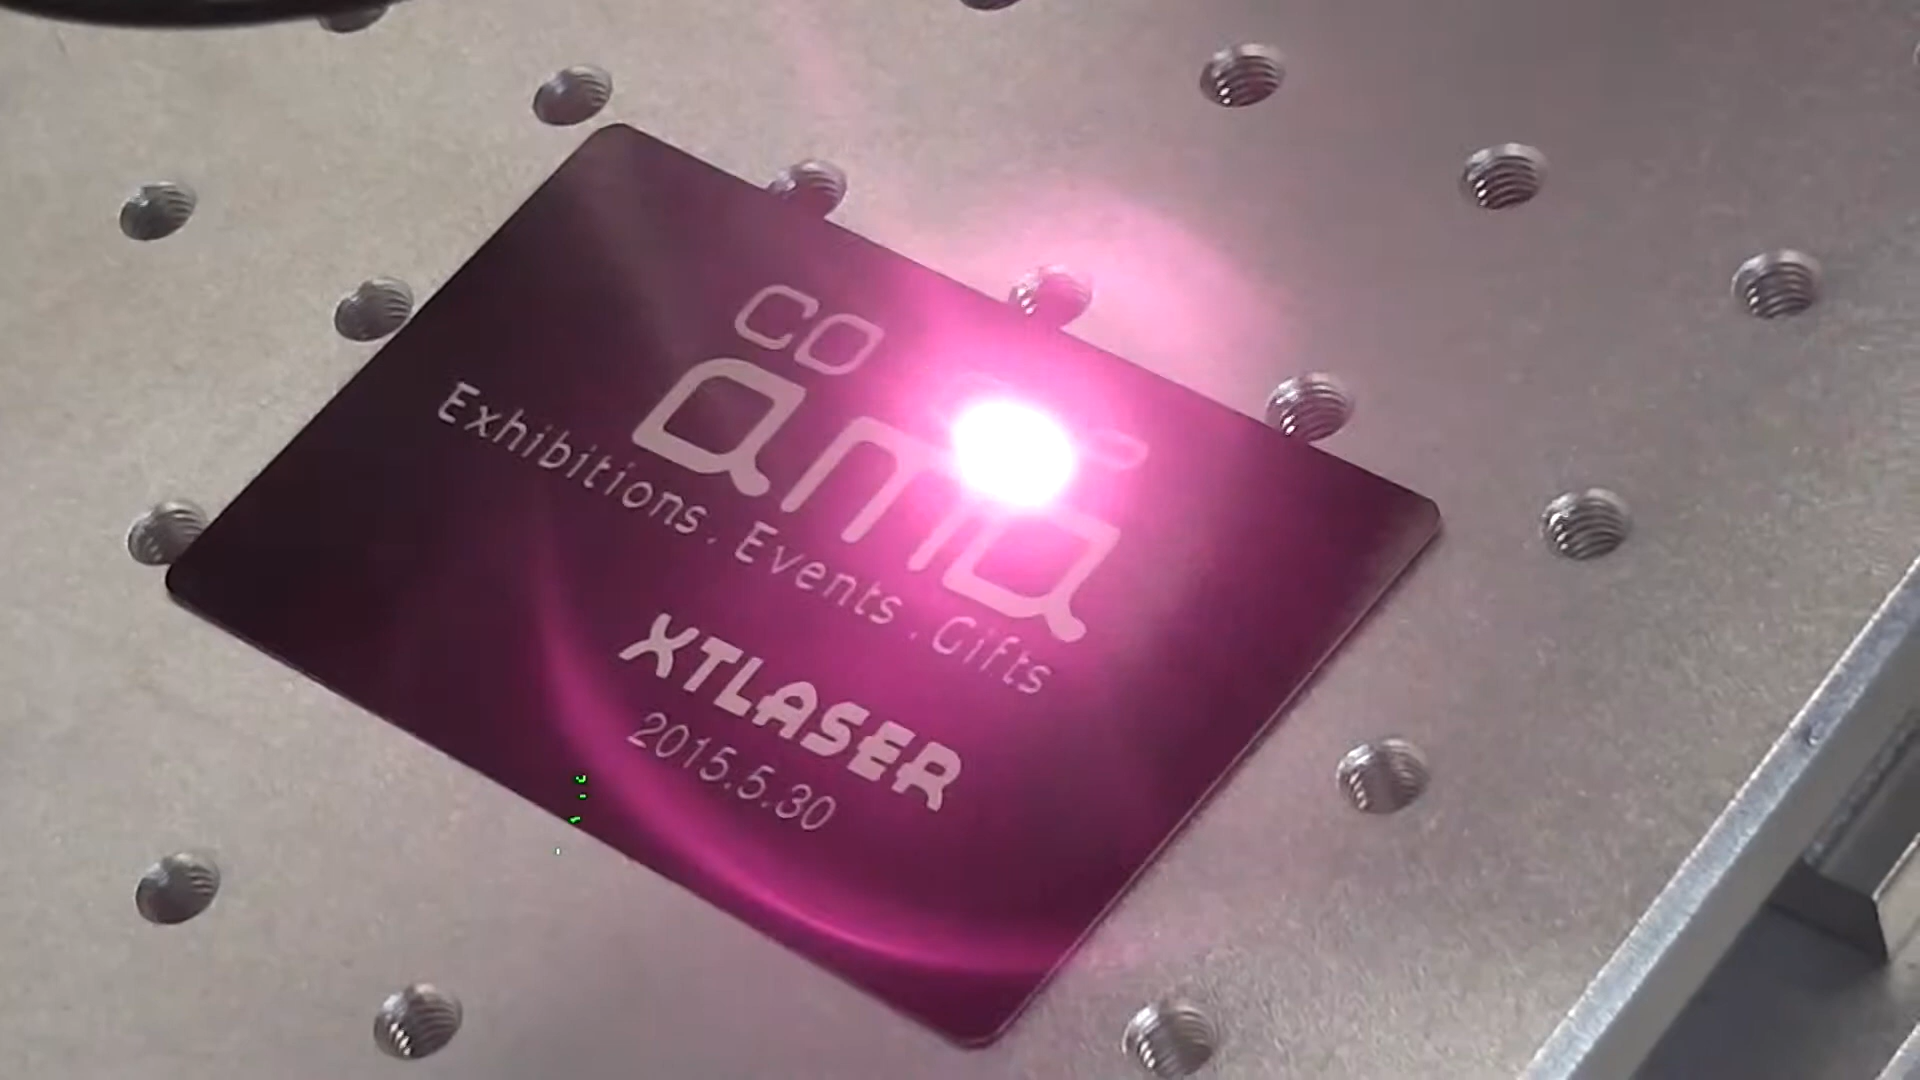 CO
ama
Exhibitions . Events . Gifts
XTLASER
2015.5.30